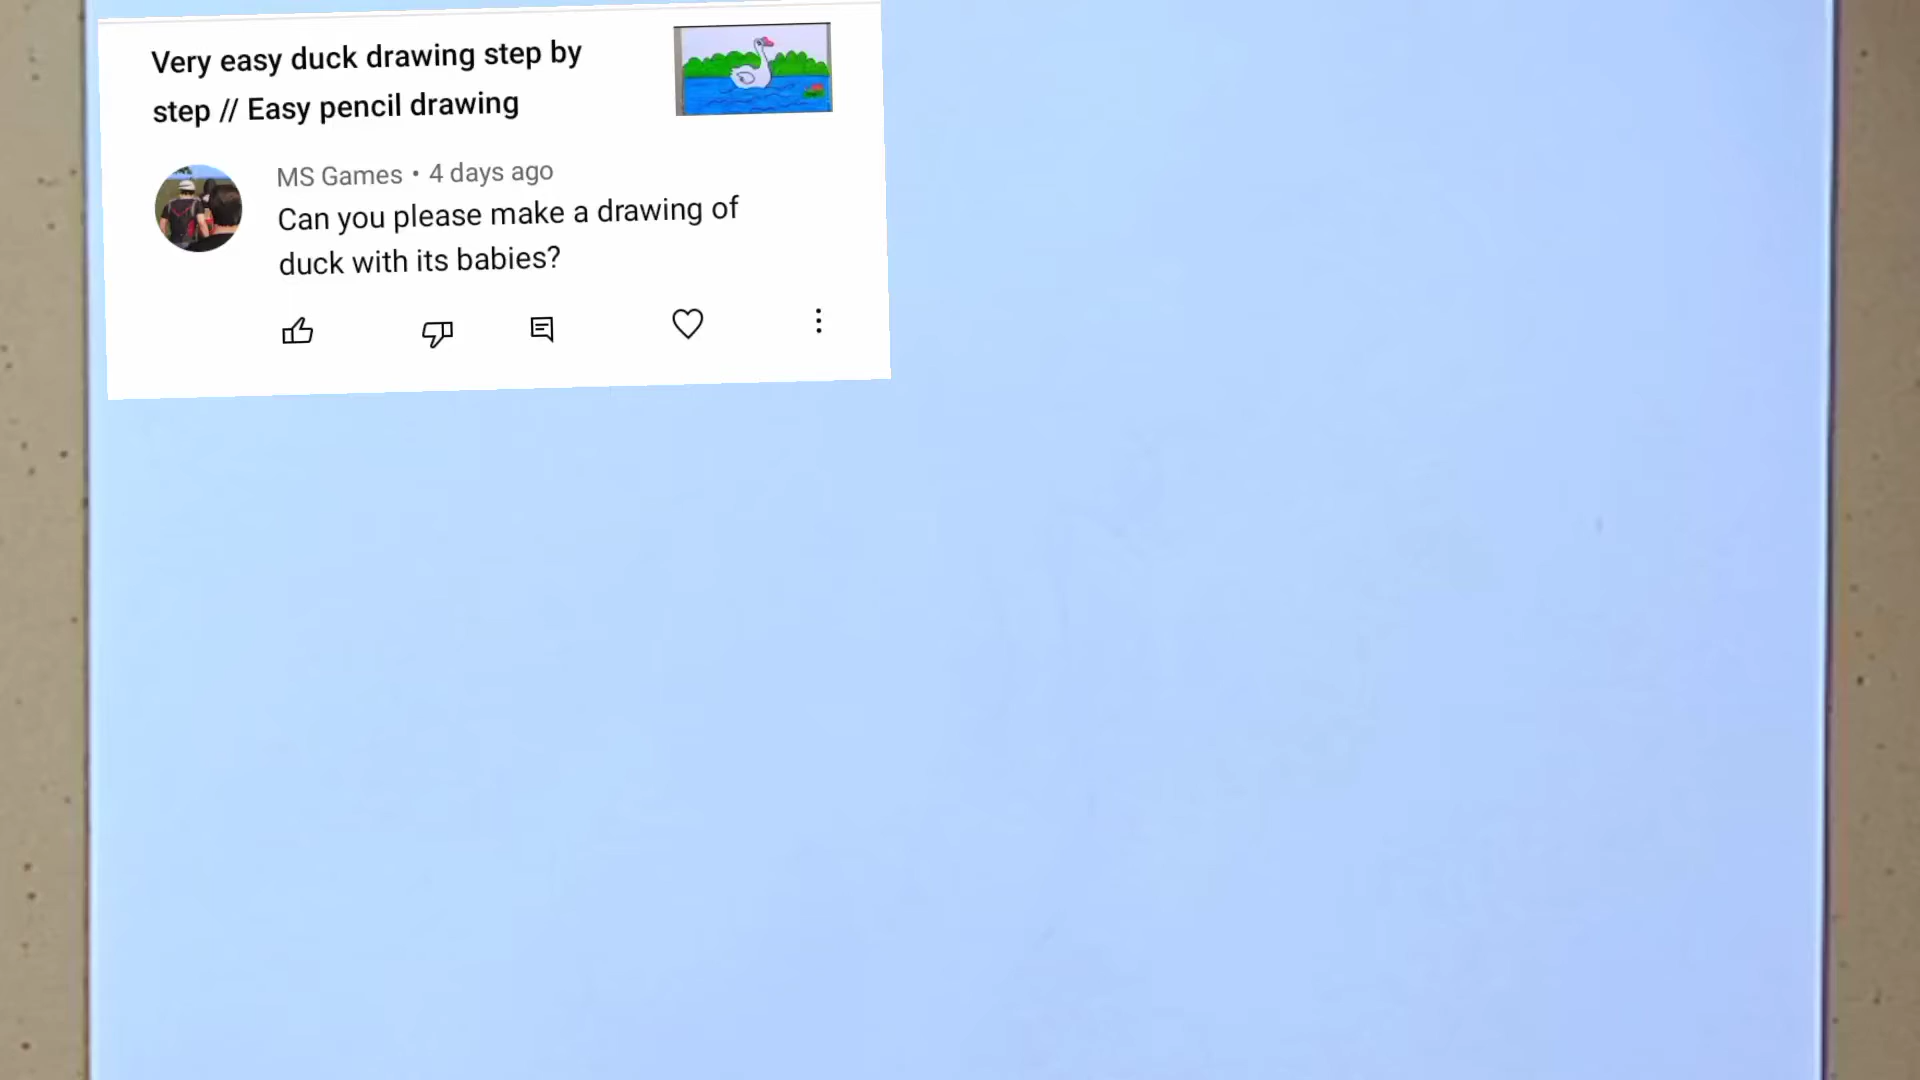 Very easy duck drawing step by
step // Easy pencil drawing
MS Games • 4 days ago
Can you please make a drawing of
duck with its babies?